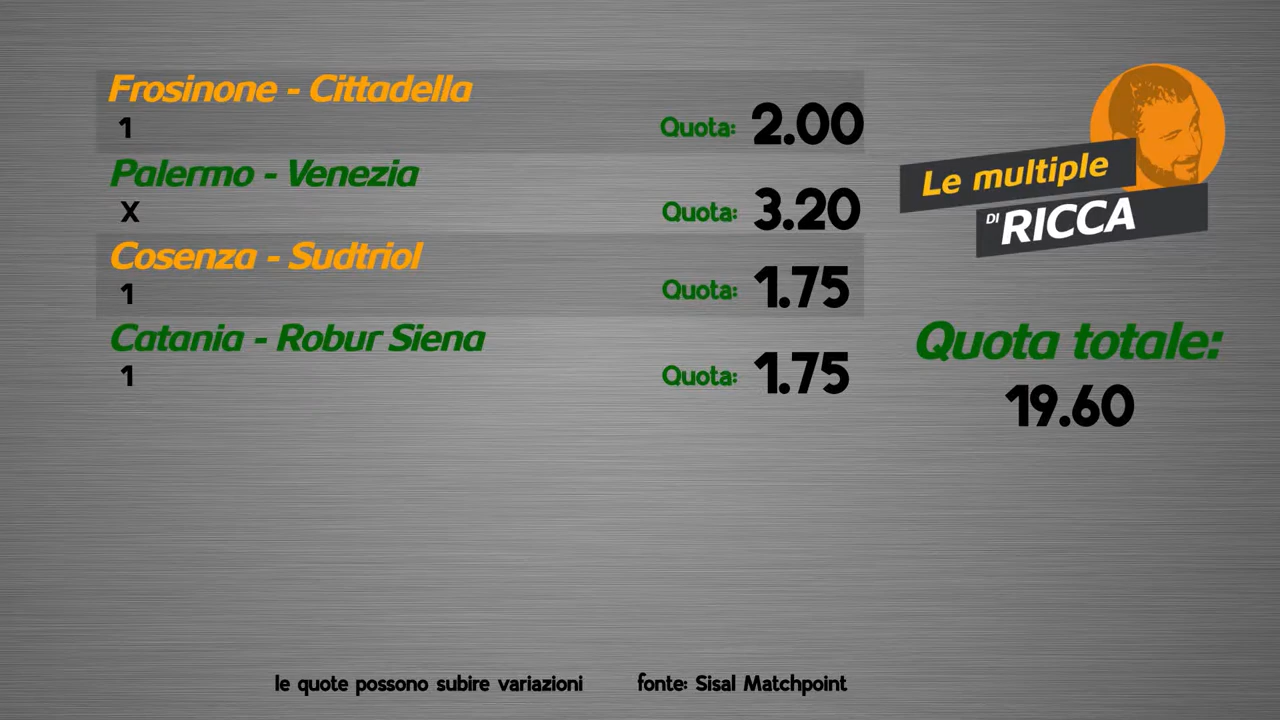 Frosinone - Cittadella
1
Quota: 2.00
Palermo - Venezia
X
Quota: 3.20
Cosenza - Sudtriol
1
Quota: 1.75
Catania - Robur Siena
1
Quota: 1.75
Le multiple
DI RICCA
Quota totale:
19.60
le quote possono subire variazioni
fonte: Sisal Matchpoint